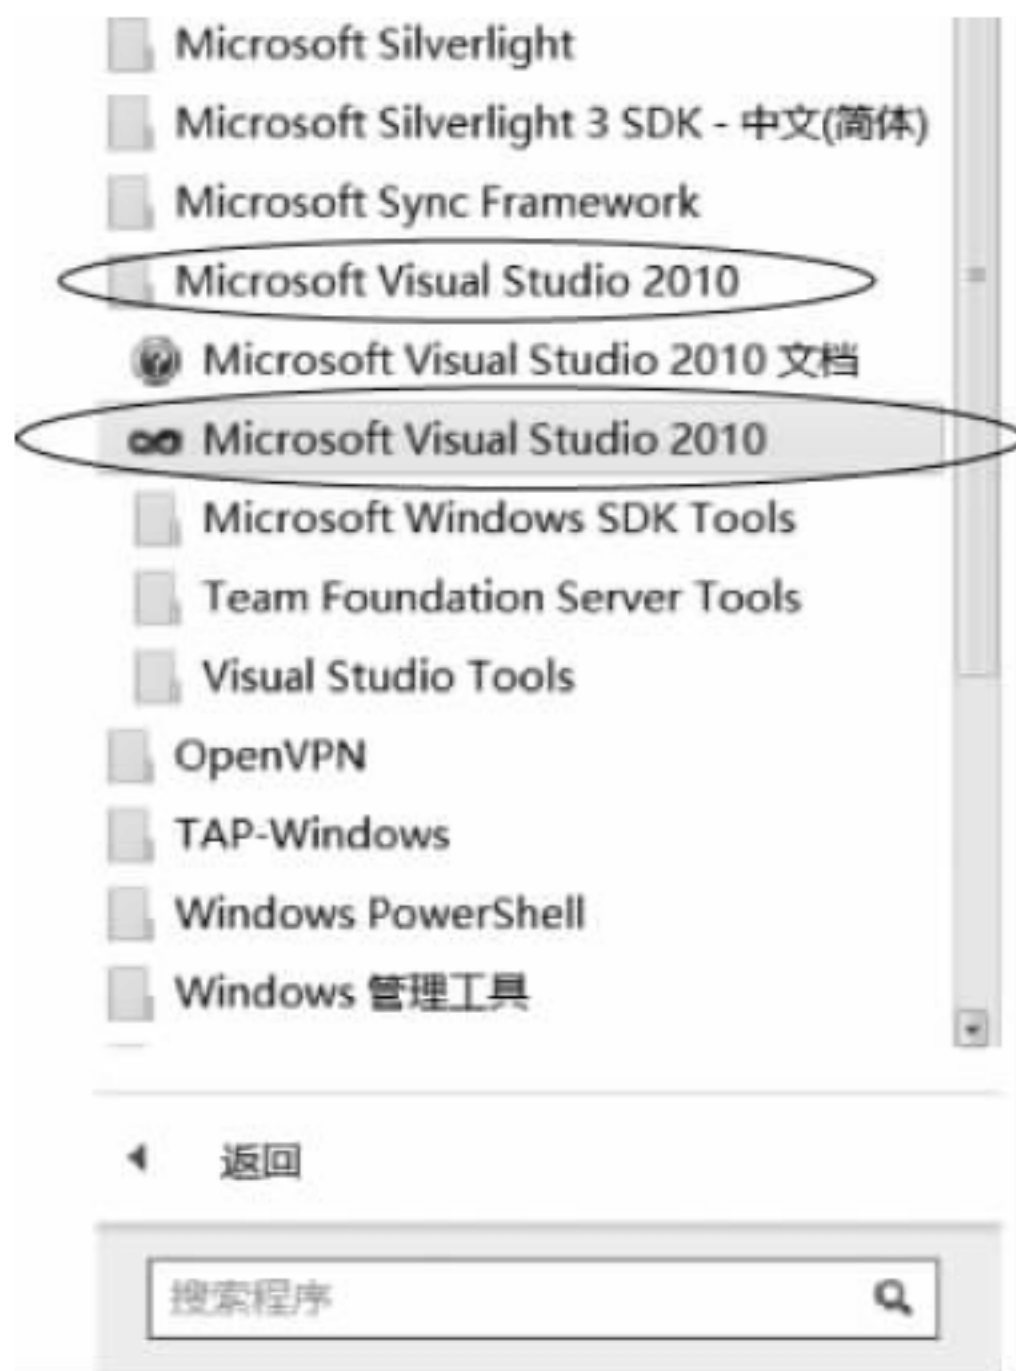 Microsoft Silverlight
Microsoft Silverlight 3 SDK - 中文(简体)
Microsoft Sync Framework
Microsoft Visual Studio 2010
Microsoft Visual Studio 2010 文档
Microsoft Visual Studio 2010
Microsoft Windows SDK Tools
Team Foundation Server Tools
Visual Studio Tools
OpenVPN
TAP-Windows
Windows PowerShell
Windows 管理工具
返回
搜索程序